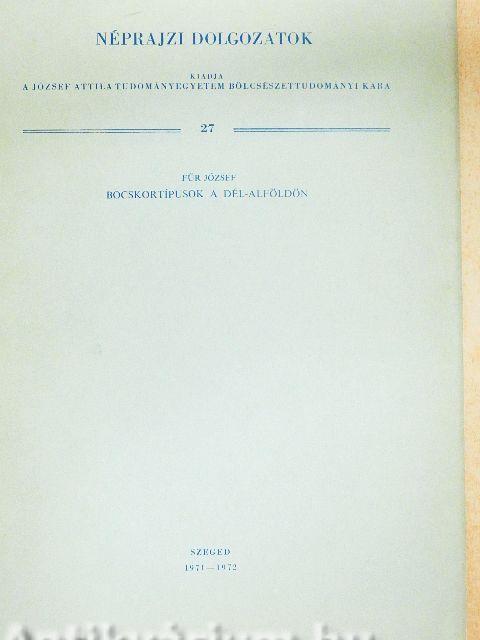 NÉPRAJZI DOLGOZATOK
KIADJA
A JÓZSEF ATTILA TUDOMÁNYEGYETEM BÖLCSÉSZETTUDOMÁNYI KARA
27
FÜR JÓZSEF
BOCSKORTÍPUSOK A DÉL-ALFÖLDÖN
SZEGED
1971—1972